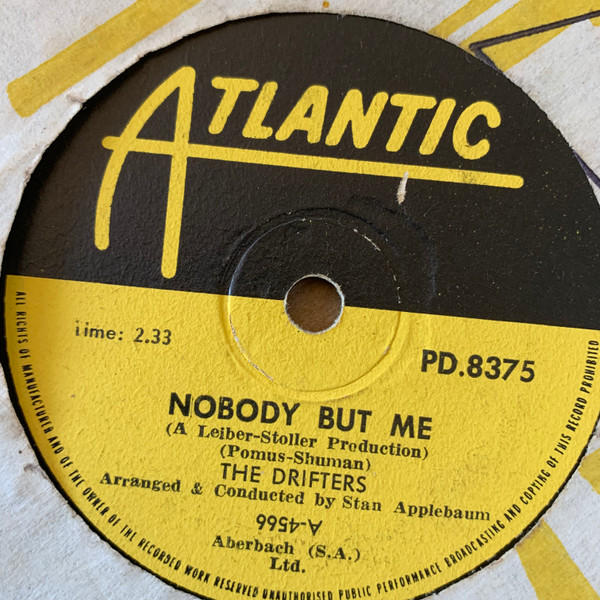 ATLANTIC
Time: 2.33
PD.8375
NOBODY BUT ME
(A Leiber-Stoller Production)
(Pomus-Shuman)
THE DRIFTERS
Arranged & Conducted by Stan Applebaum
A-4566
Aberbach (S.A.)
Ltd.
ALL RIGHTS OF MANUFACTURER AND OF THE OWNER OF THE RECORDED WORK RESERVED UNAUTHORISED PUBLIC PERFORMANCE BROADCASTING AND COPYING OF THIS RECORD PROHIBITED